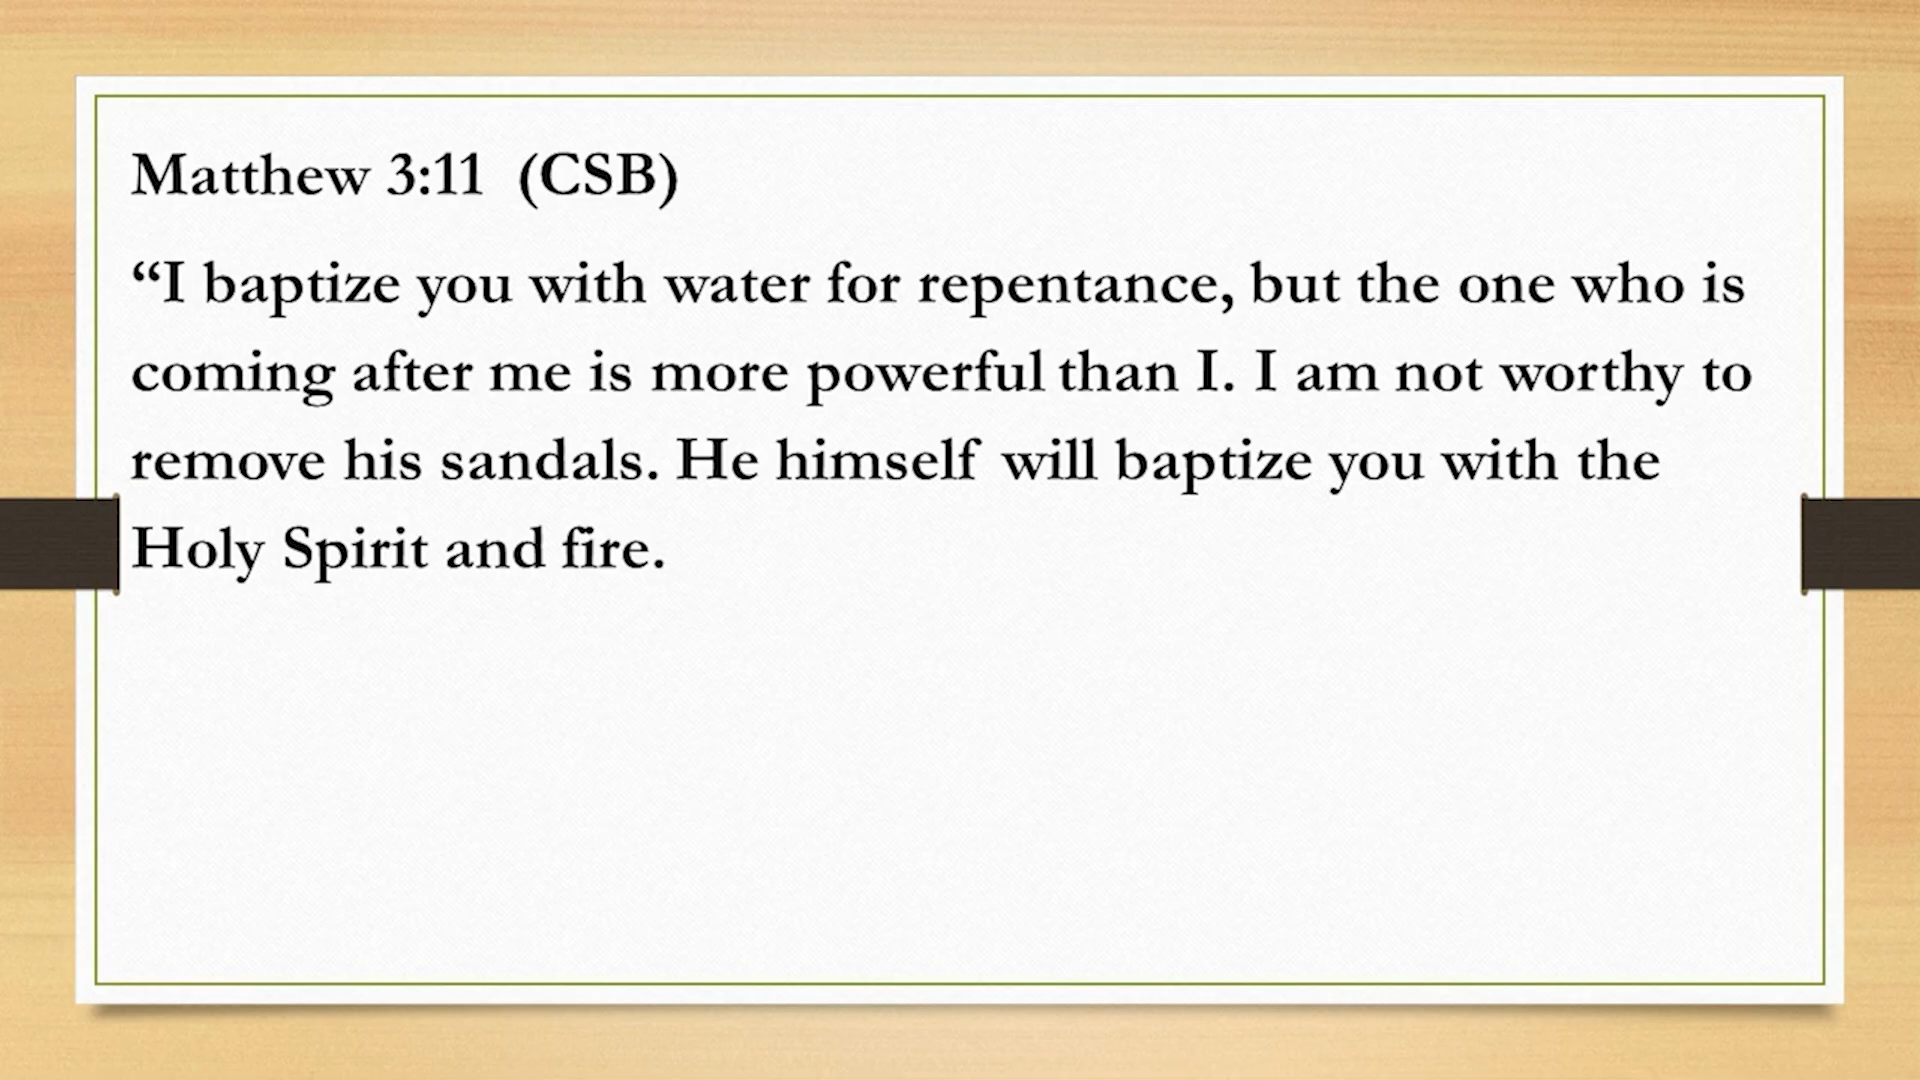 Matthew 3:11  (CSB)
“I baptize you with water for repentance, but the one who is
coming after me is more powerful than I. I am not worthy to
remove his sandals. He himself will baptize you with the
Holy Spirit and fire.